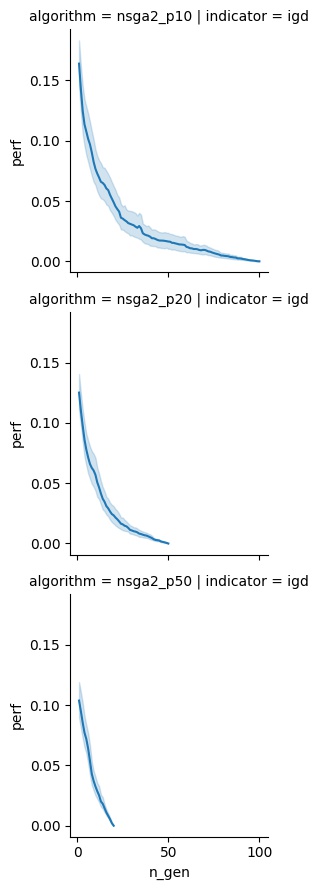 algorithm = nsga2_p10 | indicator = igd
0.15
0.10
perf
0.05
0.00
algorithm = nsga2_p20 | indicator = igd
0.15
0.10
perf
0.05
0.00
algorithm = nsga2_p50 | indicator = igd
0.15
0.10
perf
0.05
0.00
0 50 100
n_gen